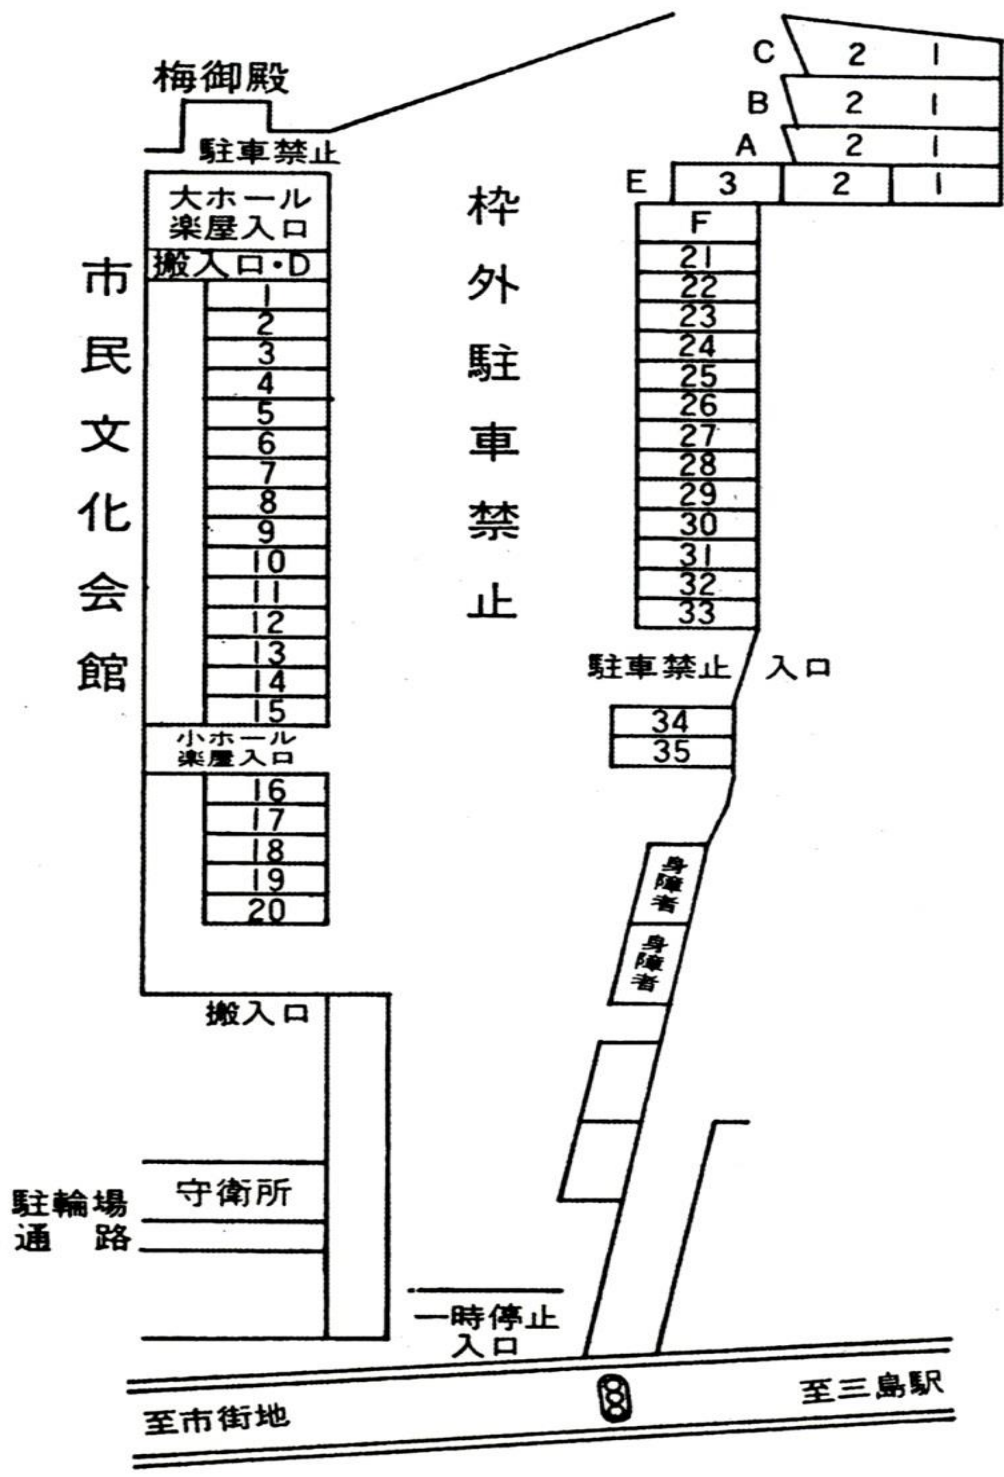 C 2 1
梅御殿
B 2 1
駐車禁止
A 2 1
E 3 2 1
大ホール
楽屋入口
F
搬入口・D
市民文化会館
枠外駐車禁止
1
2
3
4
5
6
7
8
9
10
11
12
13
14
15
小ホール
楽屋入口
16
17
18
19
20
21
22
23
24
25
26
27
28
29
30
31
32
33
駐車禁止 入口
34
35
身障者
身障者
搬入口
守衛所
駐輪場
通路
一時停止
入口
至市街地
至三島駅